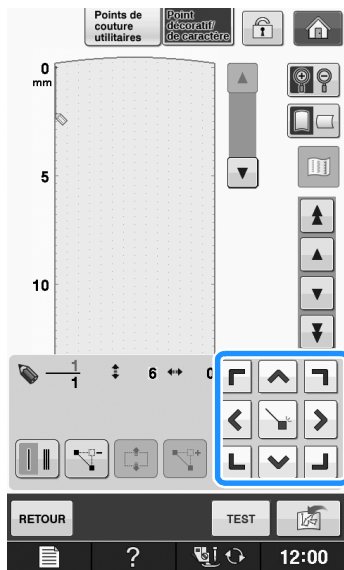 Points de
couture
utilitaires
Point
décoratif/
de caractère
0
mm
5
10
1
1
6
0
RETOUR
TEST
?
12:00